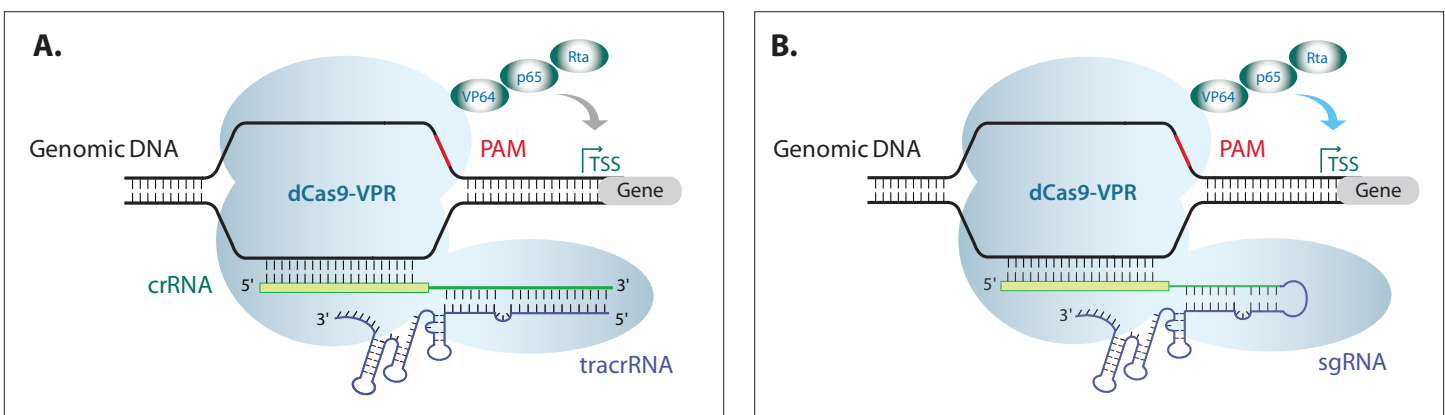 A.
Rta
p65
VP64
Genomic DNA
PAM
TSS
Gene
dCas9-VPR
crRNA
5'
3'
3'
5'
tracrRNA
B.
Rta
p65
VP64
Genomic DNA
PAM
TSS
Gene
dCas9-VPR
5'
3'
sgRNA